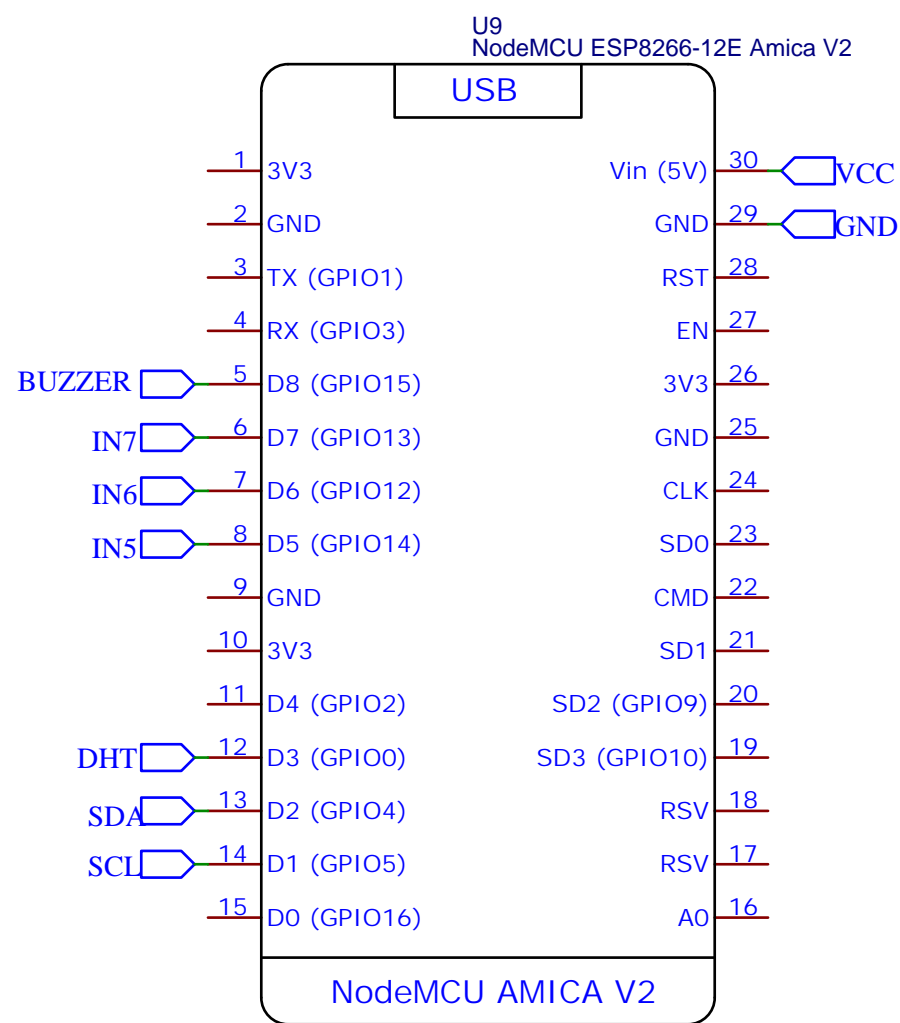 U9
NodeMCU ESP8266-12E Amica V2
USB
1 3V3 Vin (5V) 30 VCC
2 GND GND 29 GND
3 TX (GPIO1) RST 28
4 RX (GPIO3) EN 27
BUZZER 5 D8 (GPIO15) 3V3 26
IN7 6 D7 (GPIO13) GND 25
IN6 7 D6 (GPIO12) CLK 24
IN5 8 D5 (GPIO14) SD0 23
9 GND CMD 22
10 3V3 SD1 21
11 D4 (GPIO2) SD2 (GPIO9) 20
DHT 12 D3 (GPIO0) SD3 (GPIO10) 19
SDA 13 D2 (GPIO4) RSV 18
SCL 14 D1 (GPIO5) RSV 17
15 D0 (GPIO16) A0 16
NodeMCU AMICA V2